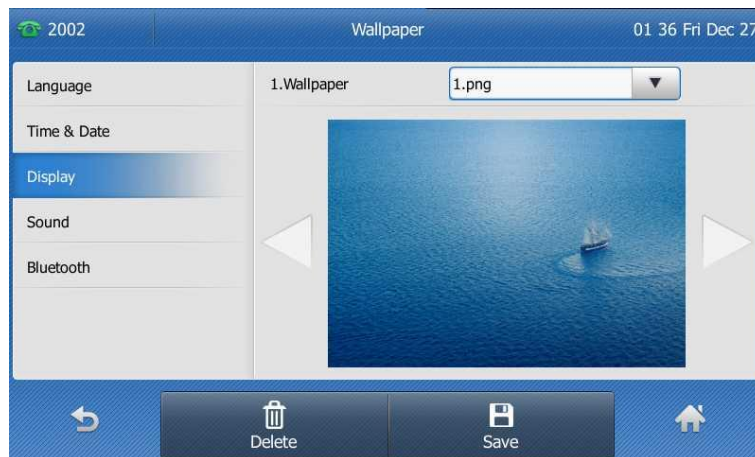 2002 Wallpaper 01 36 Fri Dec 27
Language
1.Wallpaper 1.png
Time & Date
Display
Sound
Bluetooth
Delete Save